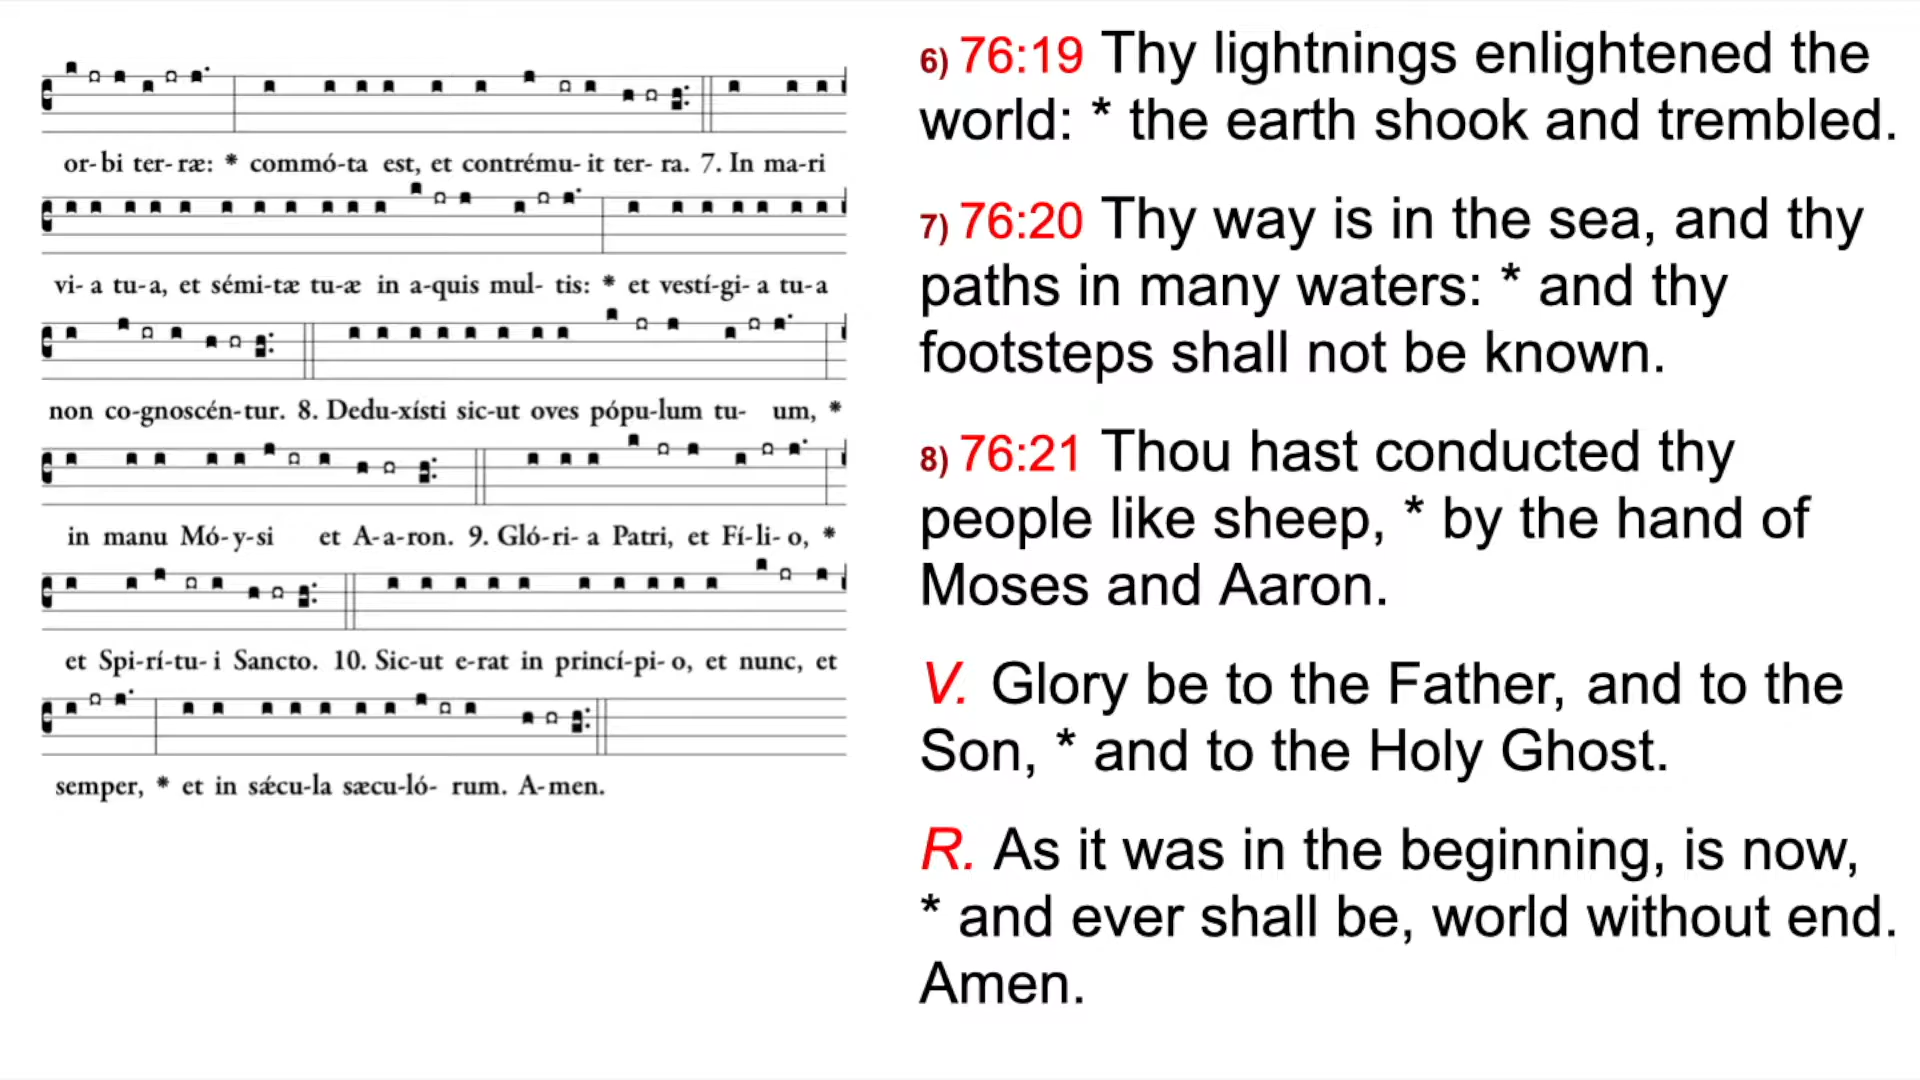 or- bi ter- ræ: * commó-ta est, et contrému- it ter- ra. 7. In ma-ri
vi- a tu-a, et sémi-tæ tu-æ in a-quis mul- tis: * et vestí-gi- a tu-a
non co-gnoscén-tur. 8. Dedu-xísti sic-ut oves pópu-lum tu- um, *
in manu Mó- y-si et A-a-ron. 9. Gló-ri- a Patri, et Fí-li- o, *
et Spi-rí-tu- i Sancto. 10. Sic-ut e-rat in princí-pi- o, et nunc, et
semper, * et in sǽcu-la sæcu-ló- rum. A-men.
6) 76:19 Thy lightnings enlightened the
world: * the earth shook and trembled.
7) 76:20 Thy way is in the sea, and thy
paths in many waters: * and thy
footsteps shall not be known.
8) 76:21 Thou hast conducted thy
people like sheep, * by the hand of
Moses and Aaron.
V. Glory be to the Father, and to the
Son, * and to the Holy Ghost.
R. As it was in the beginning, is now,
* and ever shall be, world without end.
Amen.